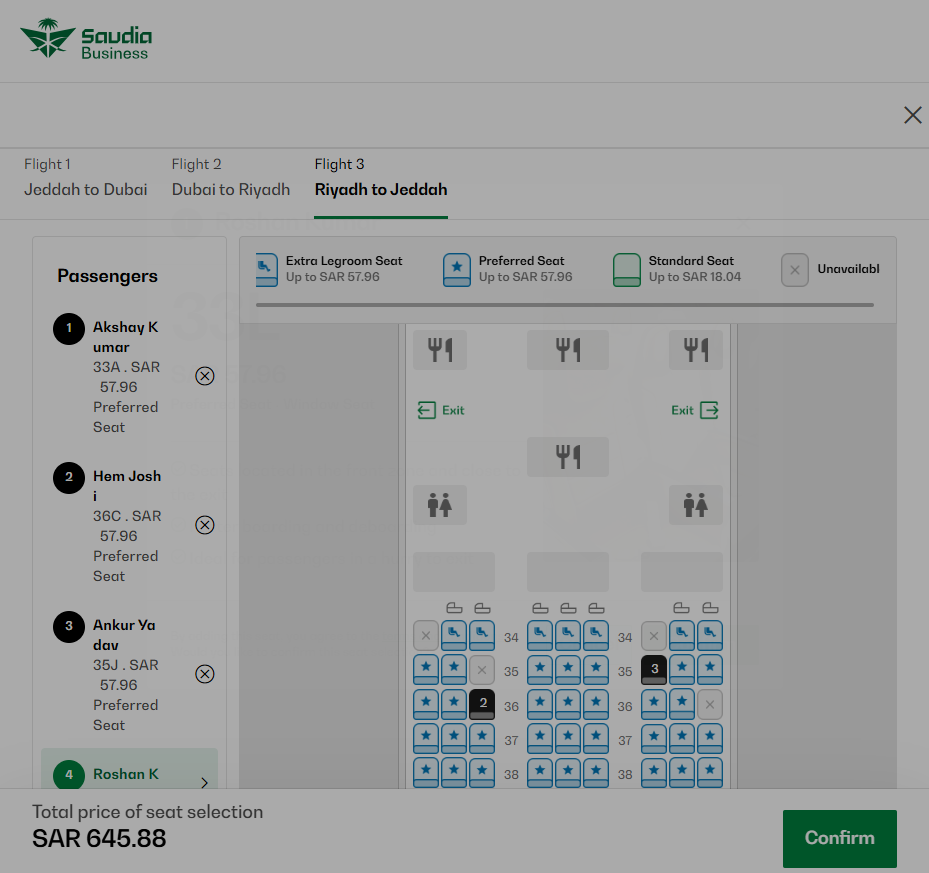 Saudia
Business
Flight 1
Jeddah to Dubai
Flight 2
Dubai to Riyadh
Flight 3
Riyadh to Jeddah
Passengers
1
Akshay K
umar
33A . SAR
57.96
Preferred
Seat
2
Hem Josh
i
36C . SAR
57.96
Preferred
Seat
3
Ankur Ya
dav
35J . SAR
57.96
Preferred
Seat
4
Roshan K
Extra Legroom Seat
Up to SAR 57.96
Preferred Seat
Up to SAR 57.96
Standard Seat
Up to SAR 18.04
Unavailabl
Exit
Exit
34 34
35 35 3
2 36 36
37 37
38 38
Total price of seat selection
SAR 645.88
Confirm